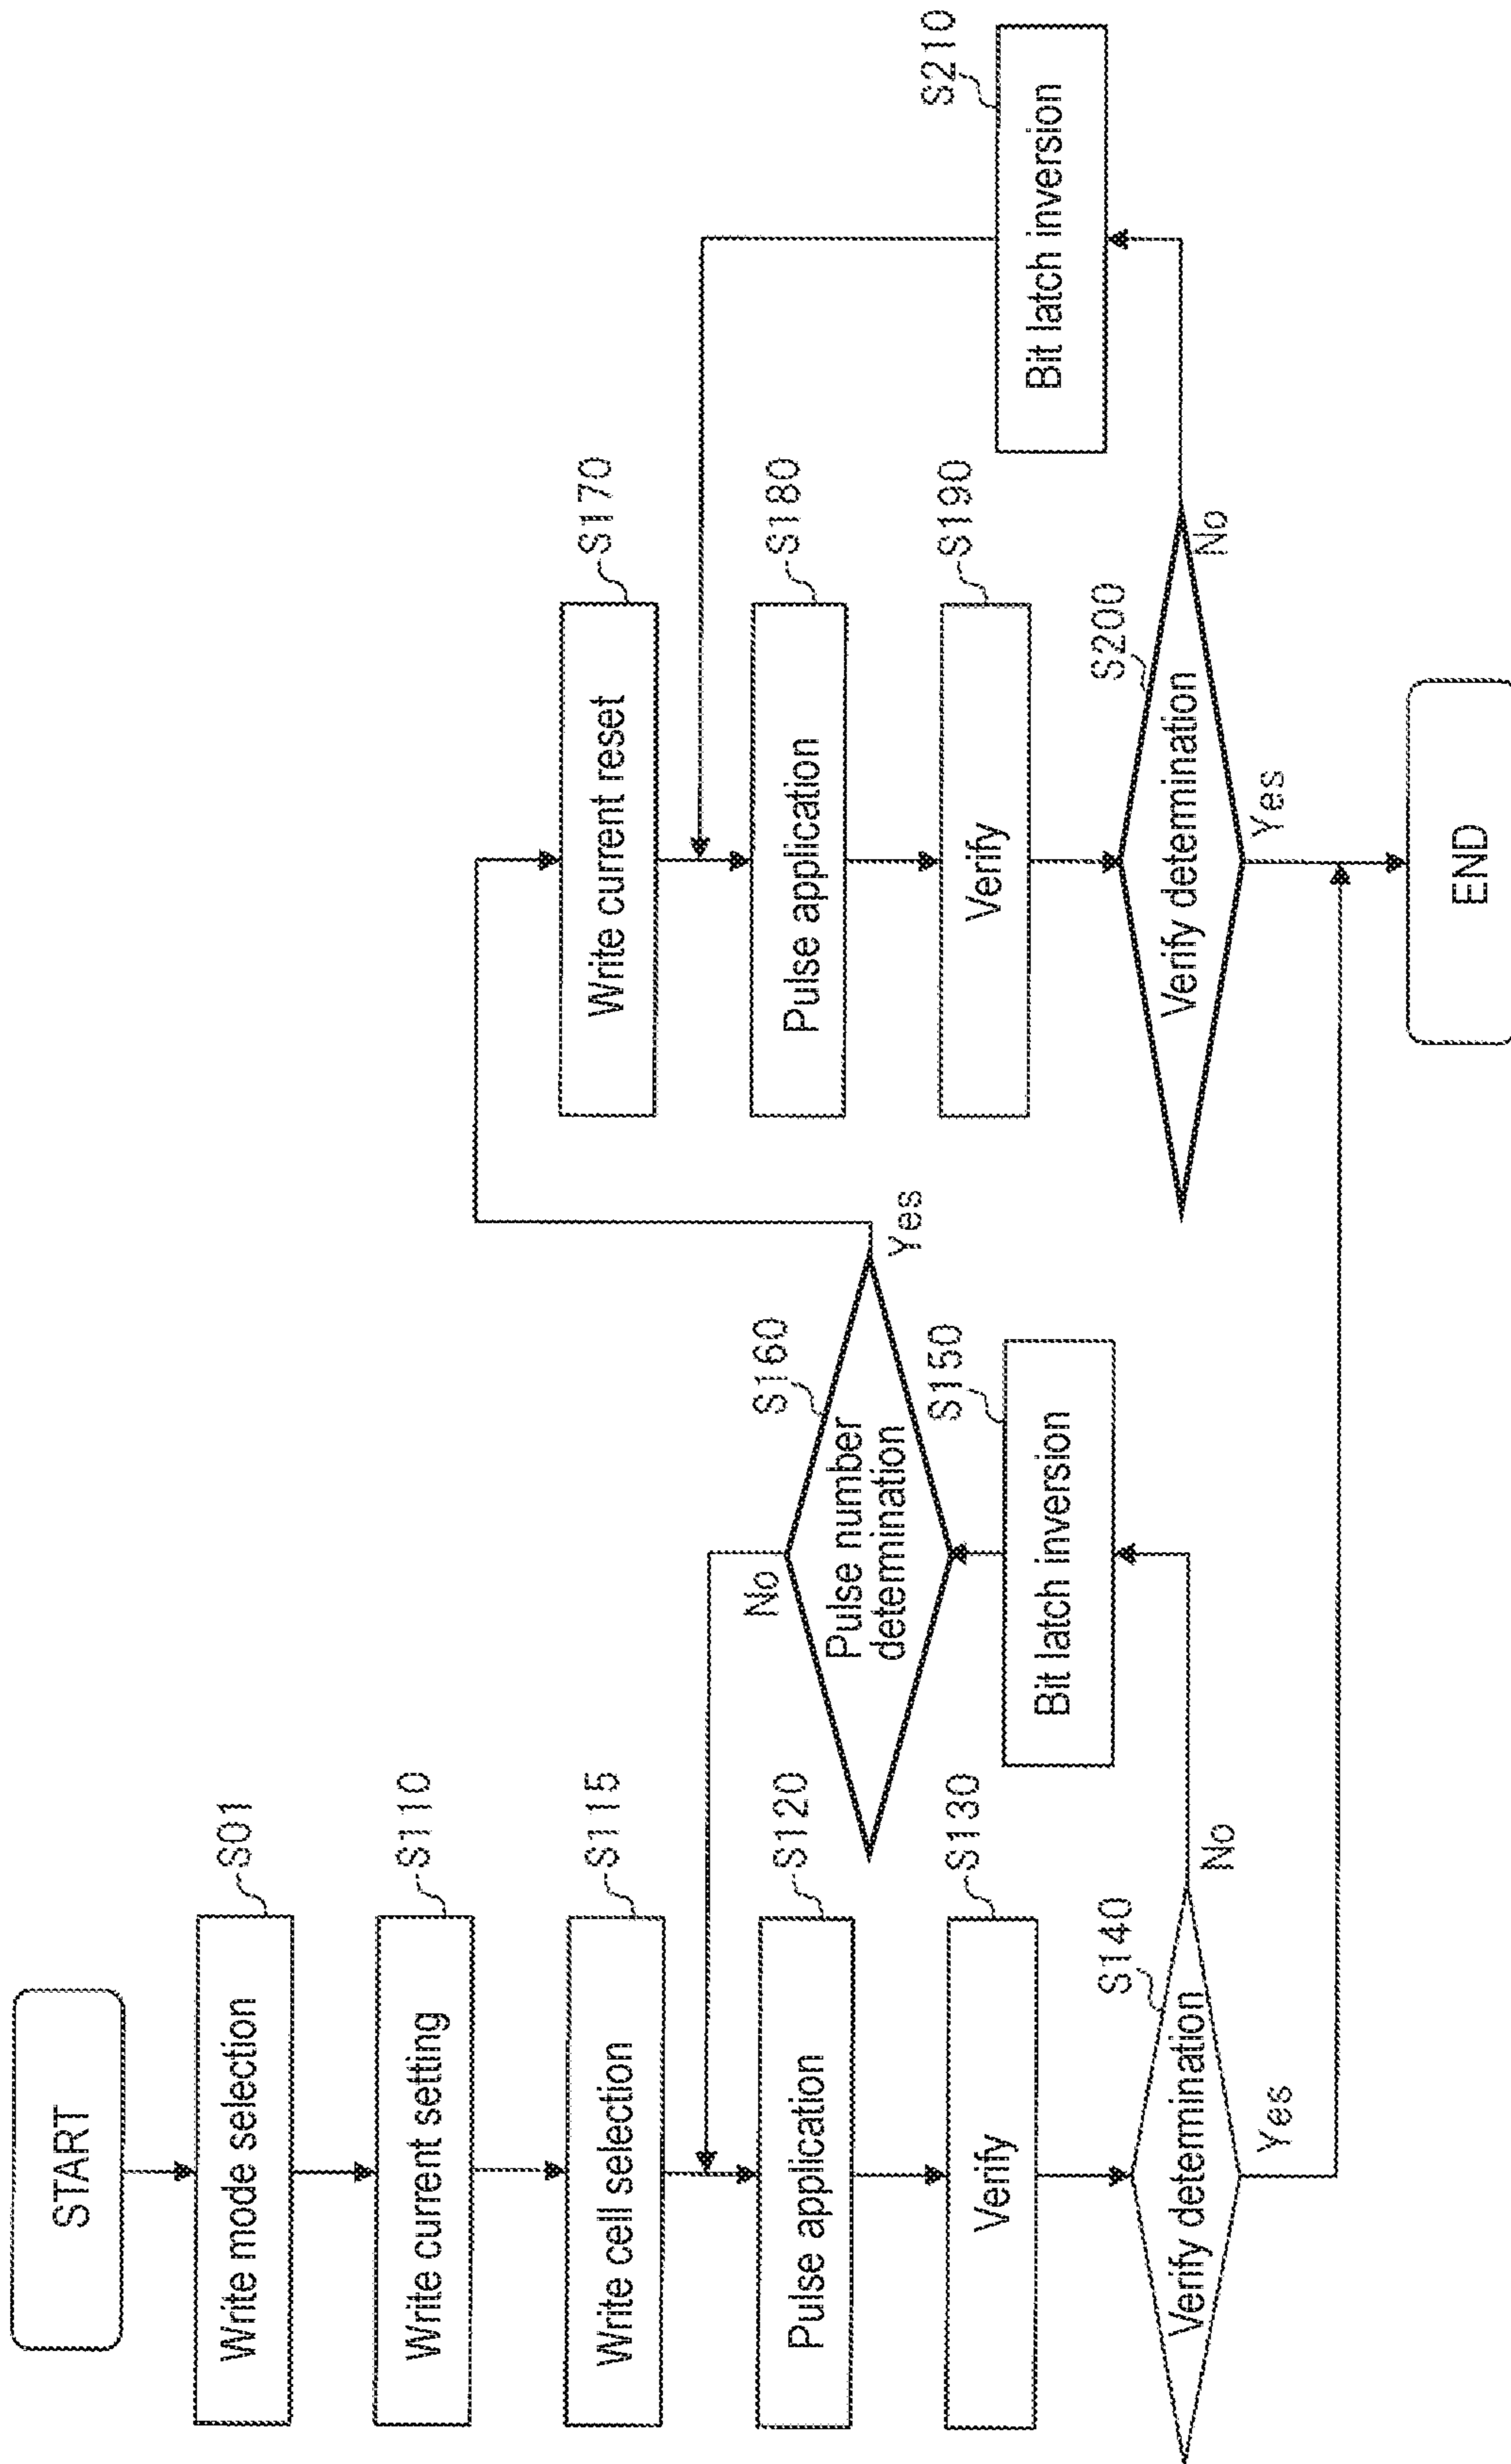 START
Write mode selection
S01
Write current setting
S110
Write cell selection
S115
Pulse application
S120
Verify
S130
Verify determination
S140
No
Yes
Bit latch inversion
S150
Pulse number
determination
S160
No
Yes
Write current reset
S170
Pulse application
S180
Verify
S190
Verify determination
S200
No
Yes
Bit latch inversion
S210
END